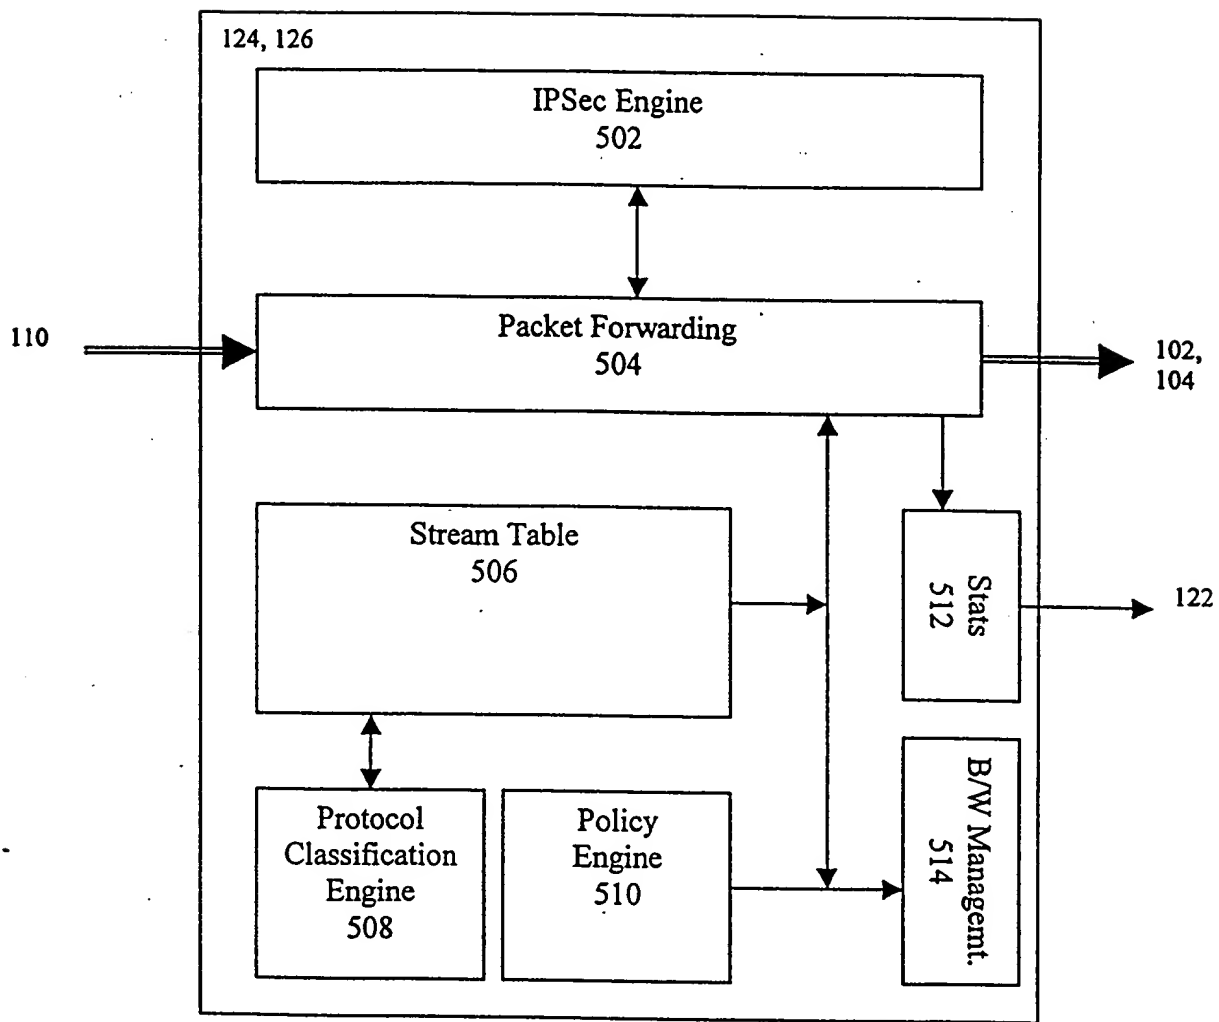 124, 126
IPSec Engine
502
Packet Forwarding
504
110
102,
104
Stream Table
506
Stats
512
122
Protocol
Classification
Engine
508
Policy
Engine
510
B/W Managemt.
514